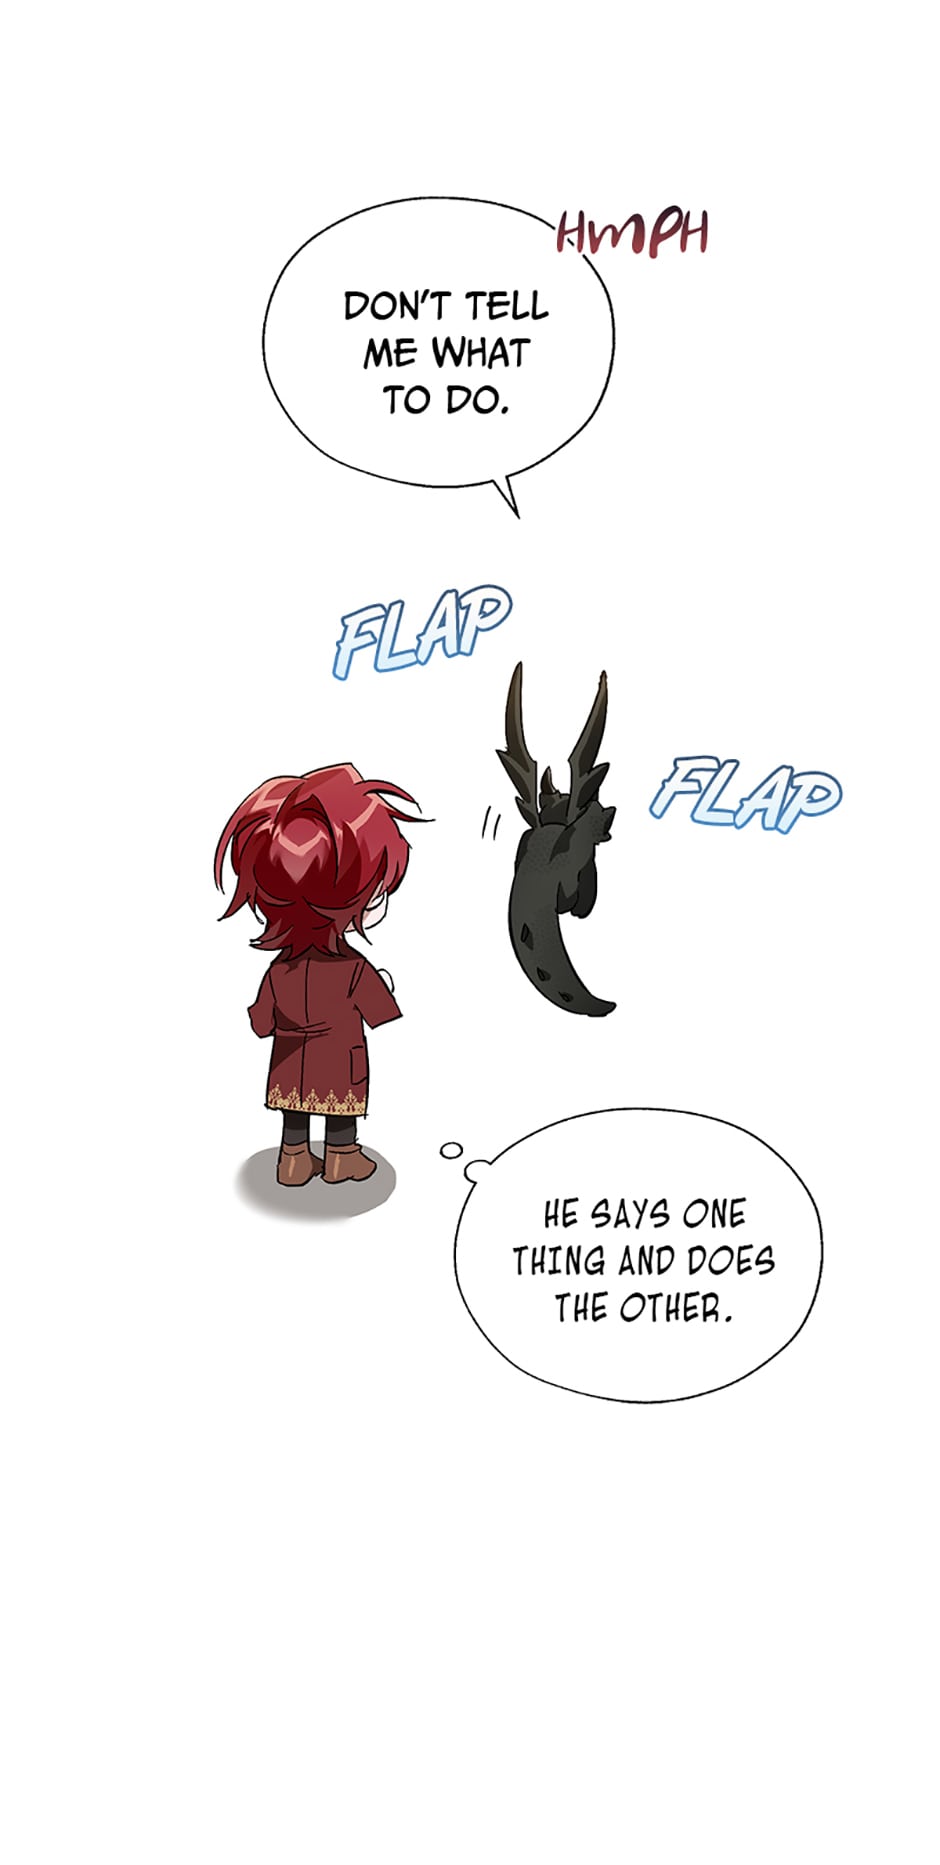 HMPH
DON'T TELL
ME WHAT
TO DO.
FLAP
FLAP
HE SAYS ONE
THING AND DOES
THE OTHER.